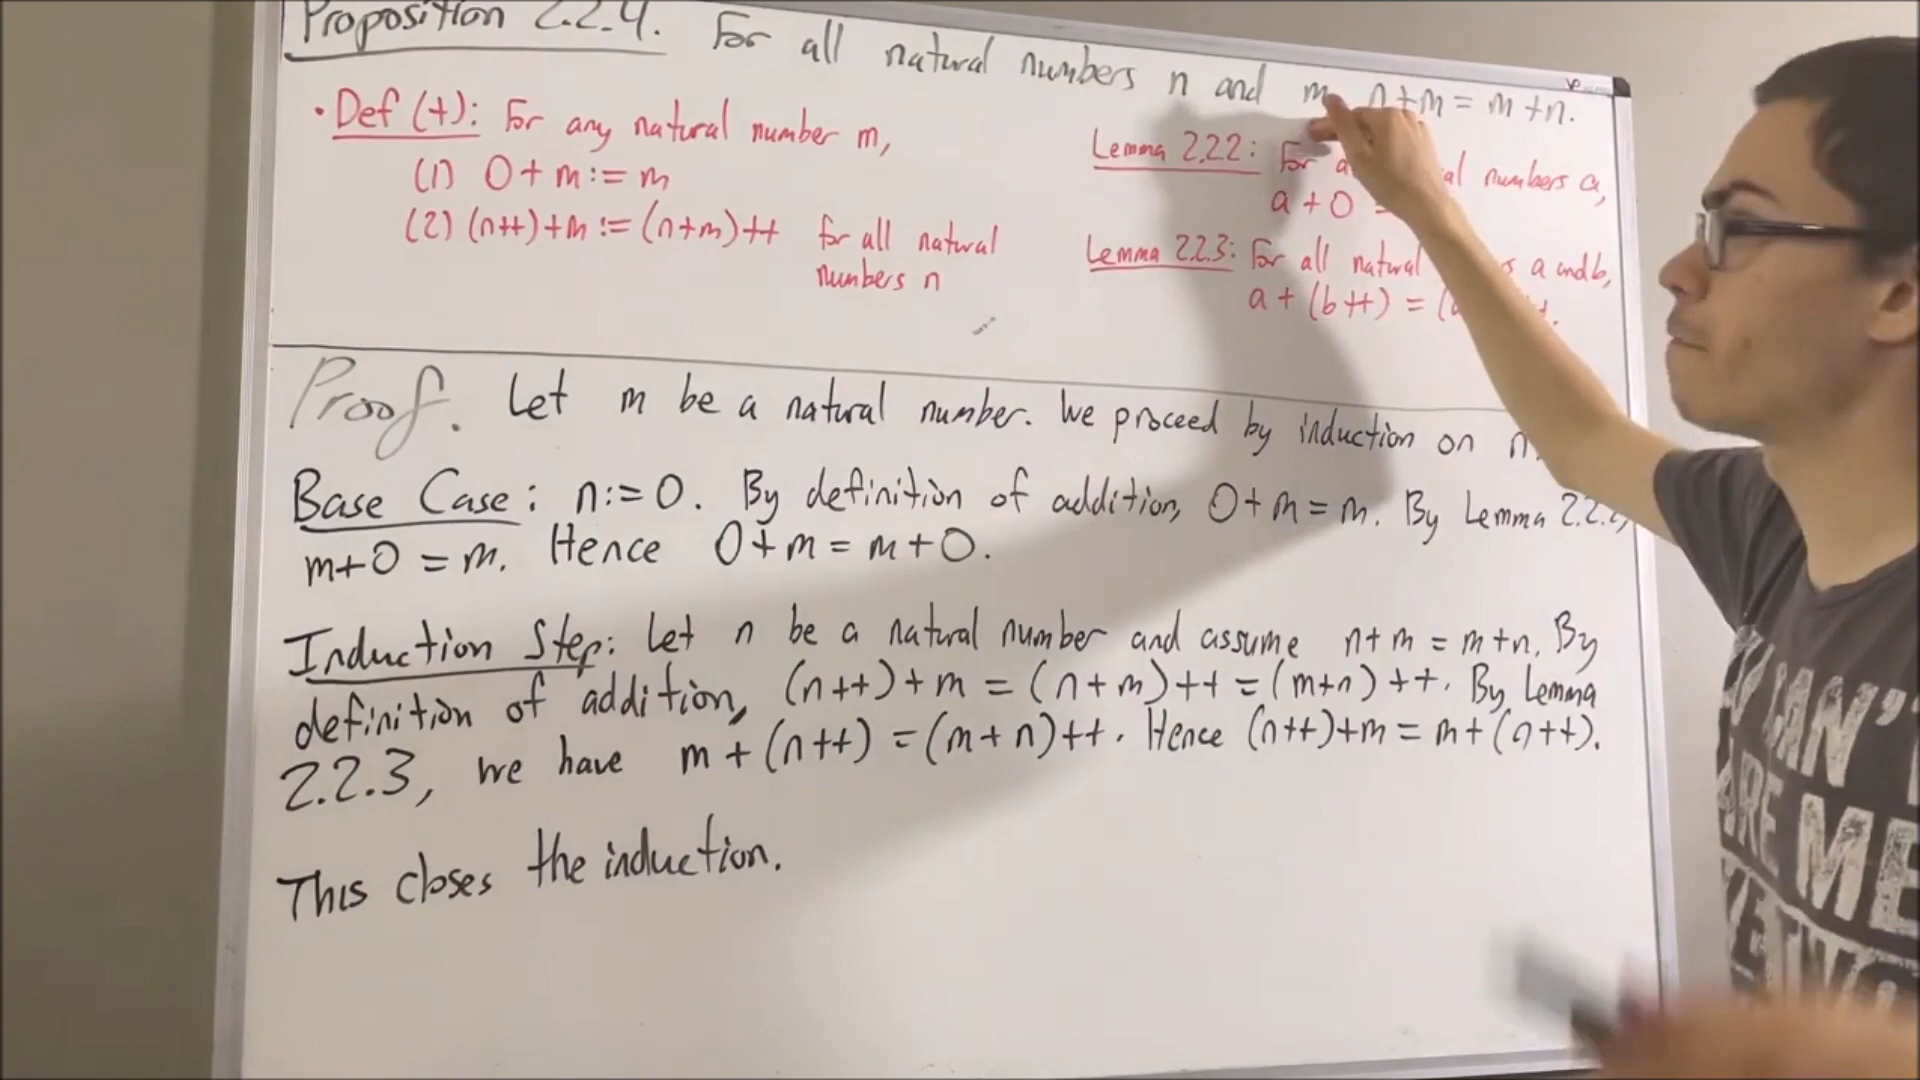 Proposition 2.2.4. For all natural numbers n and m, n+m = m+n.
• Def (+): For any natural number m,
(1) 0+m := m
(2) (n++)+m := (n+m)++ for all natural
numbers n
Lemma 2.2.2: For numbers a,
a+0
Lemma 2.2.3: For all natural a and b,
a+(b++) = (
Proof. Let m be a natural number. We proceed by induction on n.
Base Case: n:=0. By definition of addition, 0+m = m. By Lemma 2.2.2,
m+0 = m. Hence 0+m = m+0.
Induction Step: Let n be a natural number and assume n+m = m+n. By
definition of addition, (n++)+m = (n+m)++ = (m+n)++. By Lemma
2.2.3, we have m+(n++) = (m+n)++. Hence (n++)+m = m+(n++).
This closes the induction.